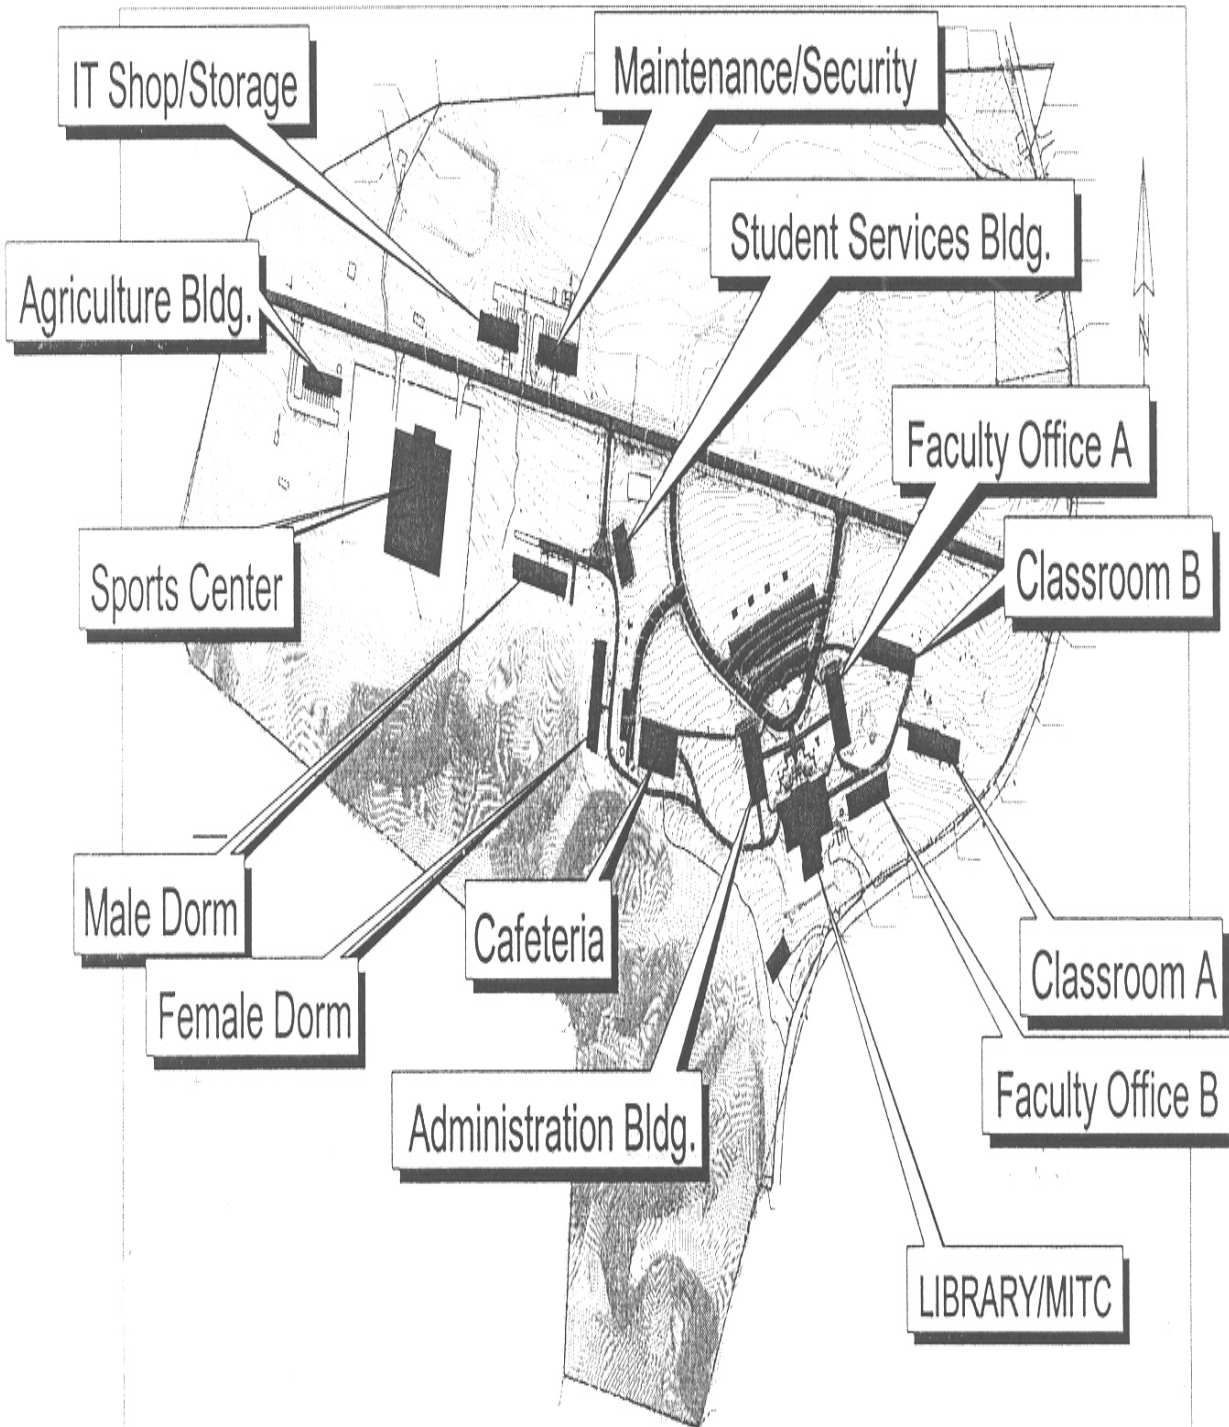 IT Shop/Storage
Maintenance/Security
Student Services Bldg.
Agriculture Bldg.
N
Faculty Office A
Classroom B
Sports Center
Male Dorm
Cafeteria
Female Dorm
Classroom A
Faculty Office B
Administration Bldg.
LIBRARY/MITC